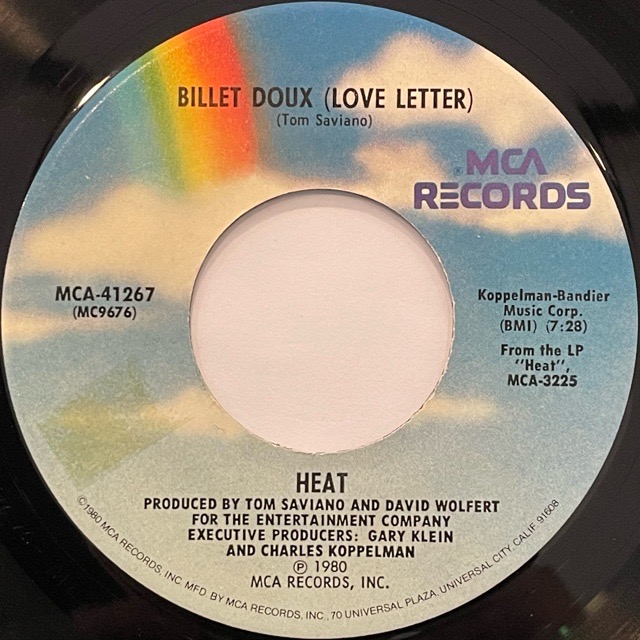 BILLET DOUX (LOVE LETTER)
(Tom Saviano)
® MCA
RECORDS
MCA-41267
(MC9676)
Koppelman-Bandier
Music Corp.
(BMI) (7:28)
From the LP
"Heat",
MCA-3225
HEAT
PRODUCED BY TOM SAVIANO AND DAVID WOLFERT
FOR THE ENTERTAINMENT COMPANY
EXECUTIVE PRODUCERS: GARY KLEIN
AND CHARLES KOPPELMAN
℗ 1980
MCA RECORDS, INC.
©1980 MCA RECORDS, INC. MFD. BY MCA RECORDS, INC., 70 UNIVERSAL PLAZA, UNIVERSAL CITY, CALIF. 91608